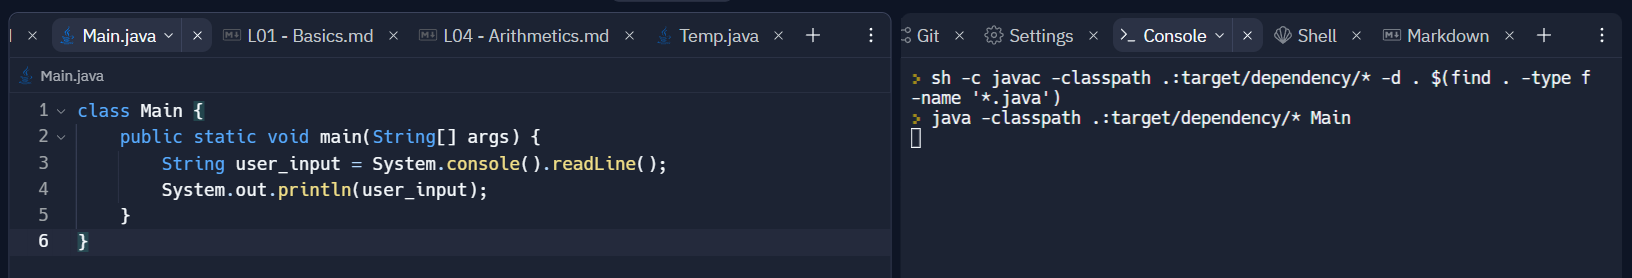 Main.java
L01 - Basics.md
L04 - Arithmetics.md
Temp.java
Main.java
1 class Main {
2 public static void main(String[] args) {
3 String user_input = System.console().readLine();
4 System.out.println(user_input);
5 }
6 }
Git
Settings
Console
Shell
Markdown
> sh -c javac -classpath .:target/dependency/* -d . $(find . -type f
-name '*.java')
> java -classpath .:target/dependency/* Main